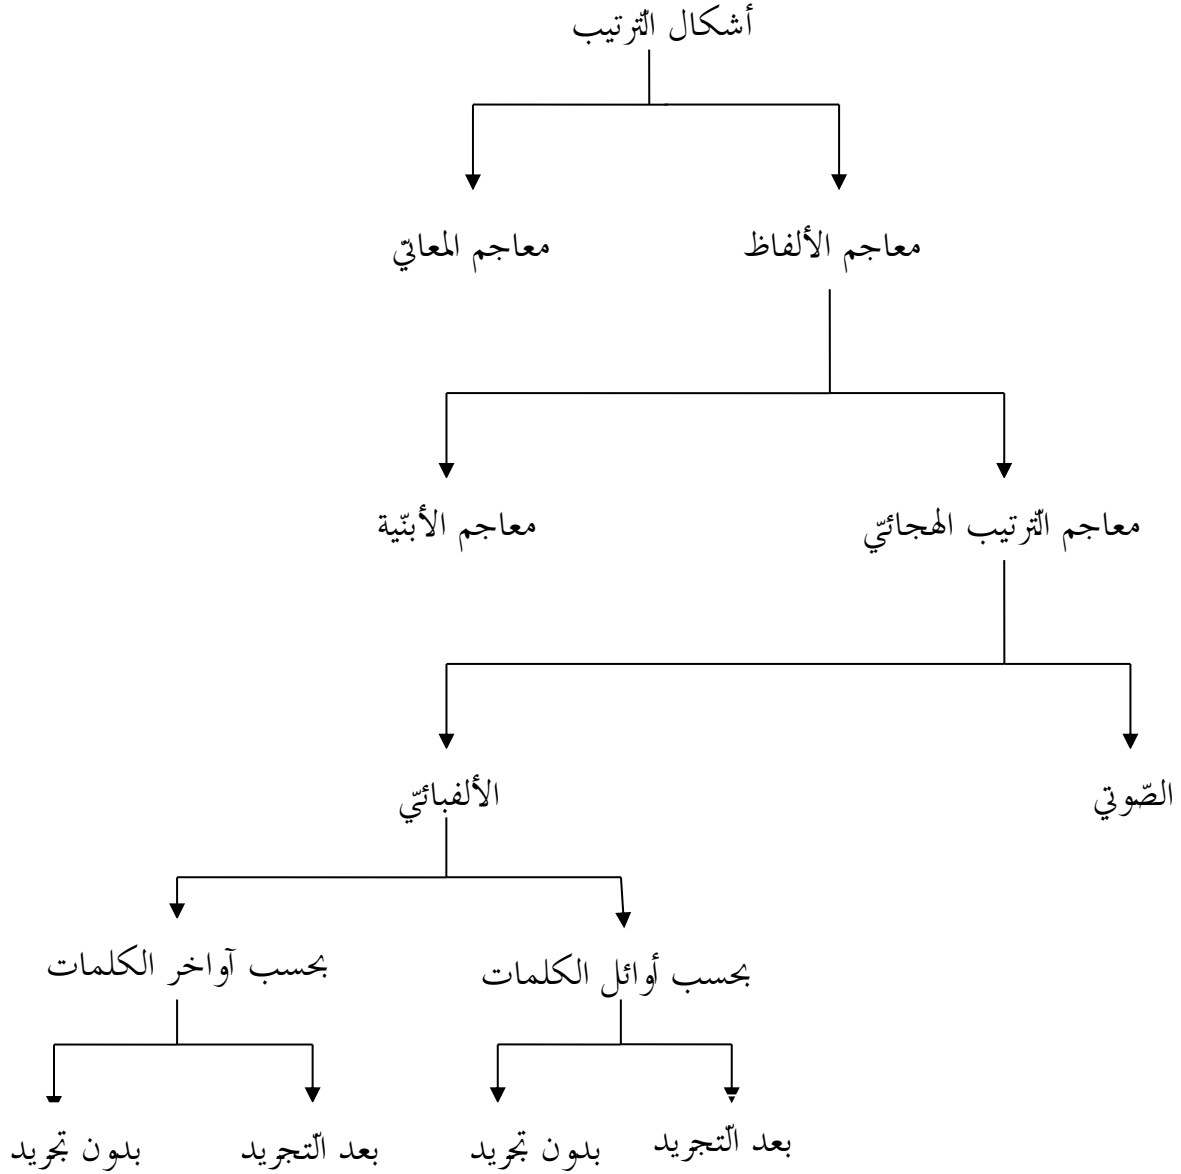 أشكال التّرتيب
معاجم الألفاظ
معاجم المعانيّ
معاجم التّرتيب الهجائيّ
معاجم الأبنّية
الصّوتي
الألفبائيّ
بحسب أوائل الكلمات
بحسب آواخر الكلمات
بعد التّجريد
بدون تجريد
بعد التّجريد
بدون تجريد